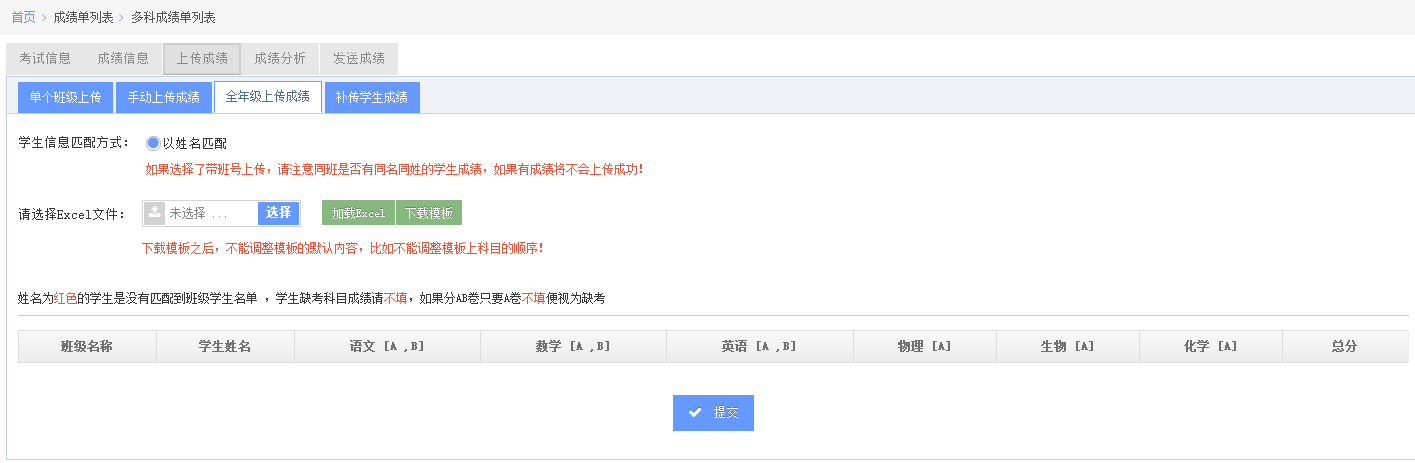 首页 > 成绩单列表 > 多科成绩单列表
考试信息 成绩信息 上传成绩 成绩分析 发送成绩
单个班级上传 手动上传成绩 全年级上传成绩 补传学生成绩
学生信息匹配方式: 以姓名匹配
如果选择了带班号上传，请注意同班是否有同名同姓的学生成绩，如果有成绩将不会上传成功!
请选择Excel文件: 未选择 ... 选择 加载Excel 下载模板
下载模板之后，不能调整模板的默认内容，比如不能调整模板上科目的顺序!
姓名为红色的学生是没有匹配到班级学生名单 ，学生缺考科目成绩请不填，如果分AB卷只要A卷不填便视为缺考
班级名称 学生姓名 语文 [A ,B] 数学 [A ,B] 英语 [A ,B] 物理 [A] 生物 [A] 化学 [A] 总分
提交